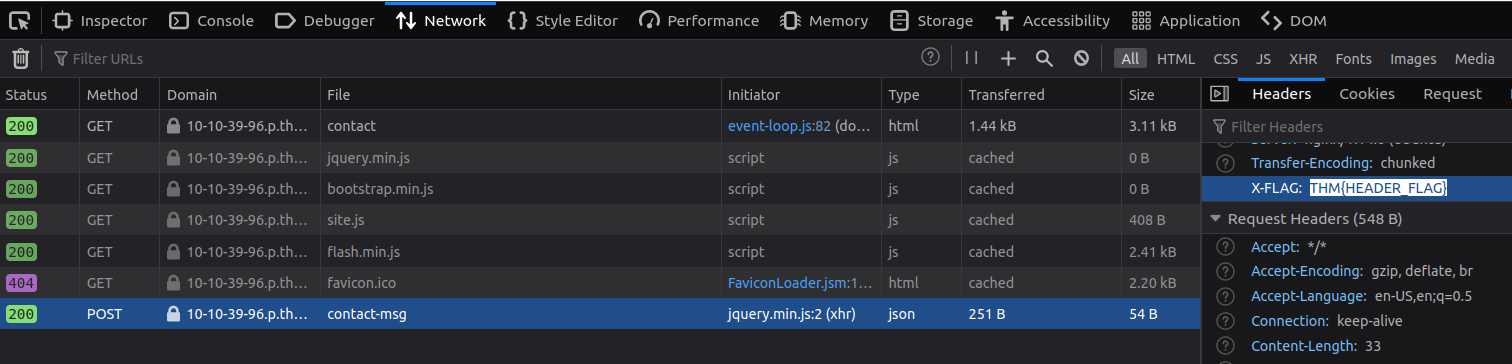 Inspector Console Debugger Network Style Editor Performance Memory Storage Accessibility Application DOM
Filter URLs All HTML CSS JS XHR Fonts Images Media
Status Method Domain File Initiator Type Transferred Size
200 GET 10-10-39-96.p.th... contact event-loop.js:82 (do... html 1.44 kB 3.11 kB
200 GET 10-10-39-96.p.th... jquery.min.js script js cached 0 B
200 GET 10-10-39-96.p.th... bootstrap.min.js script js cached 0 B
200 GET 10-10-39-96.p.th... site.js script js cached 408 B
200 GET 10-10-39-96.p.th... flash.min.js script js cached 2.41 kB
404 GET 10-10-39-96.p.th... favicon.ico FaviconLoader.jsm:1... html cached 2.20 kB
200 POST 10-10-39-96.p.th... contact-msg jquery.min.js:2 (xhr) json 251 B 54 B
Headers Cookies Request
Filter Headers
Transfer-Encoding: chunked
X-FLAG: THM{HEADER_FLAG}
Request Headers (548 B)
Accept: */*
Accept-Encoding: gzip, deflate, br
Accept-Language: en-US,en;q=0.5
Connection: keep-alive
Content-Length: 33